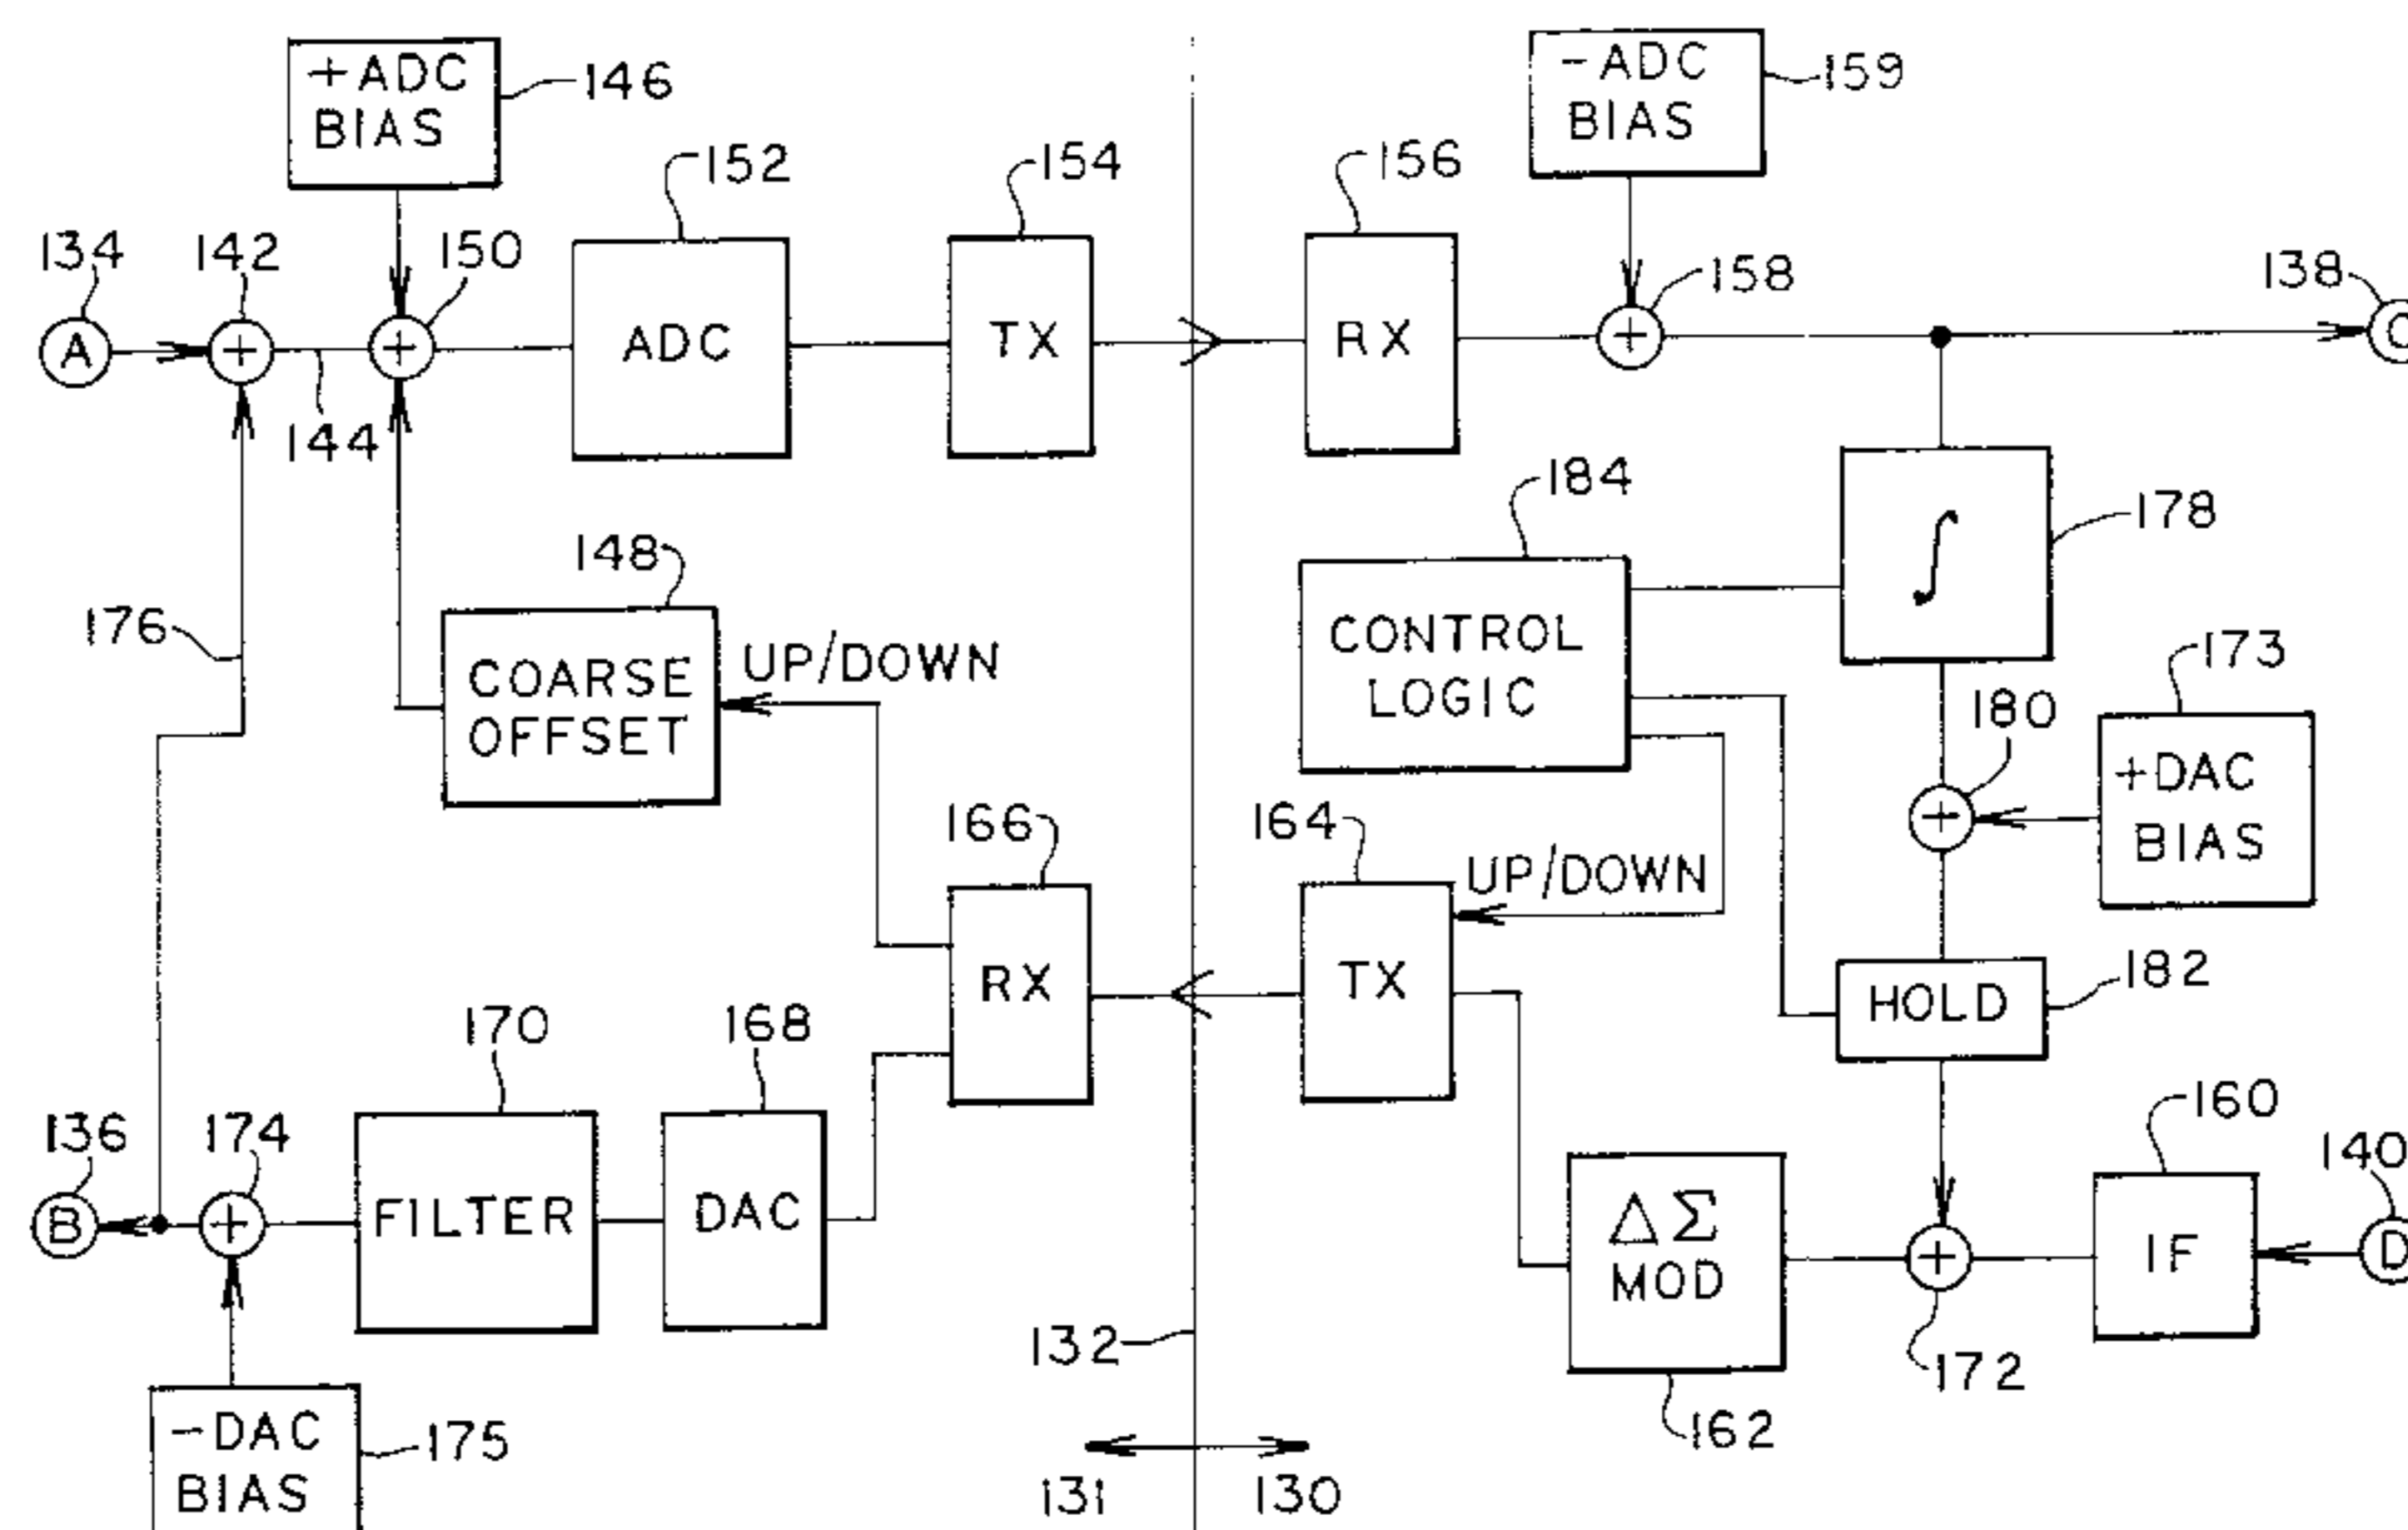 +ADC
BIAS
146
-ADC
BIAS
159
152
154
156
134
142
150
158
138
A
+
+
ADC
TX
RX
+
144
184
178
148
∫
176
COARSE
OFFSET
UP/DOWN
CONTROL
LOGIC
173
180
+DAC
BIAS
+
166
164
UP/DOWN
RX
TX
HOLD
182
170
168
160
136
174
140
B
+
FILTER
DAC
ΔΣ
MOD
+
IF
D
132
172
162
-DAC
BIAS
175
131
130